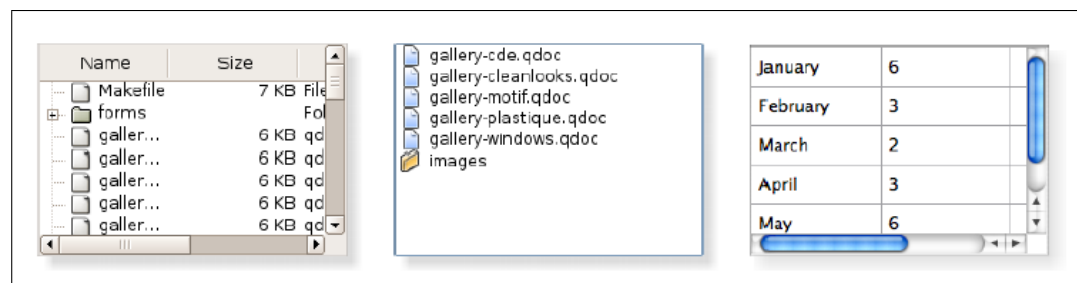 Name Size
Makefile 7 KB File
forms Fol
galler... 6 KB qd
galler... 6 KB qd
galler... 6 KB qd
galler... 6 KB qd
galler... 6 KB qd
gallery-cde.qdoc
gallery-cleanlooks.qdoc
gallery-motif.qdoc
gallery-plastique.qdoc
gallery-windows.qdoc
images
January 6
February 3
March 2
April 3
May 6